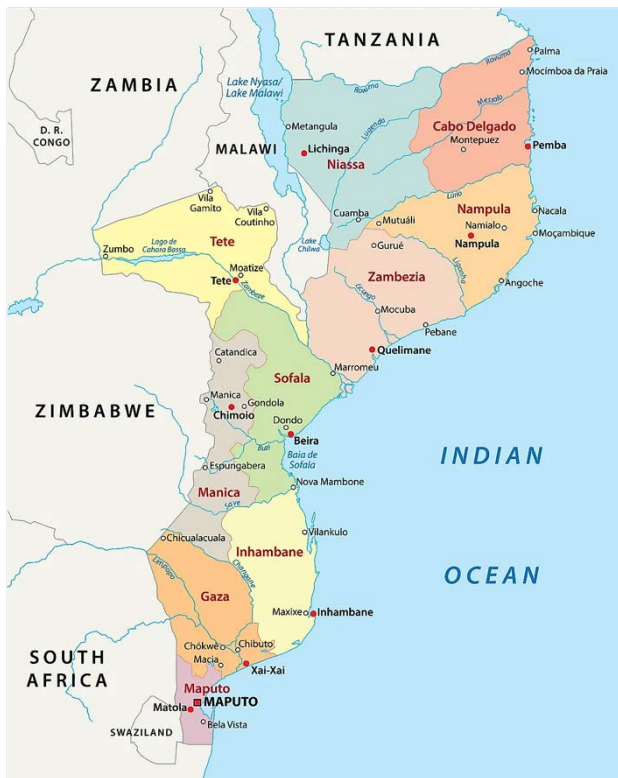 TANZANIA
ZAMBIA
Palma
Mocímboa da Praia
Rovuma
Rovuma
Lake Nyasa/
Lake Malawi
D. R.
CONGO
MALAWI
Metangula
Lichinga
Lugenda
Messalo
Cabo Delgado
Montepuez
Pemba
Niassa
Vila
Gamito
Vila
Coutinho
Lúrio
Cuamba
Mutuáli
Nampula
Namialo
Nampula
Nacala
Moçambique
Tete
Zumbo
Lago de
Cahora Bassa
Lake
Chilwa
Gurué
Moatize
Tete
Zambeze
Zambezia
Licungo
Ligonha
Angoche
Mocuba
Pebane
Quelimane
Catandica
Marromeu
Sofala
ZIMBABWE
Manica
Gondola
Chimoio
Dondo
Beira
Búzi
Baia de
Sofala
Espungabera
INDIAN
Manica
Nova Mambone
Save
Chicualacuala
Vilankulo
Inhambane
Limpopo
Changane
OCEAN
Gaza
Maxixe
Inhambane
Chókwè
Chibuto
Macia
Xai-Xai
SOUTH
AFRICA
Maputo
MAPUTO
Matola
Bela Vista
SWAZILAND